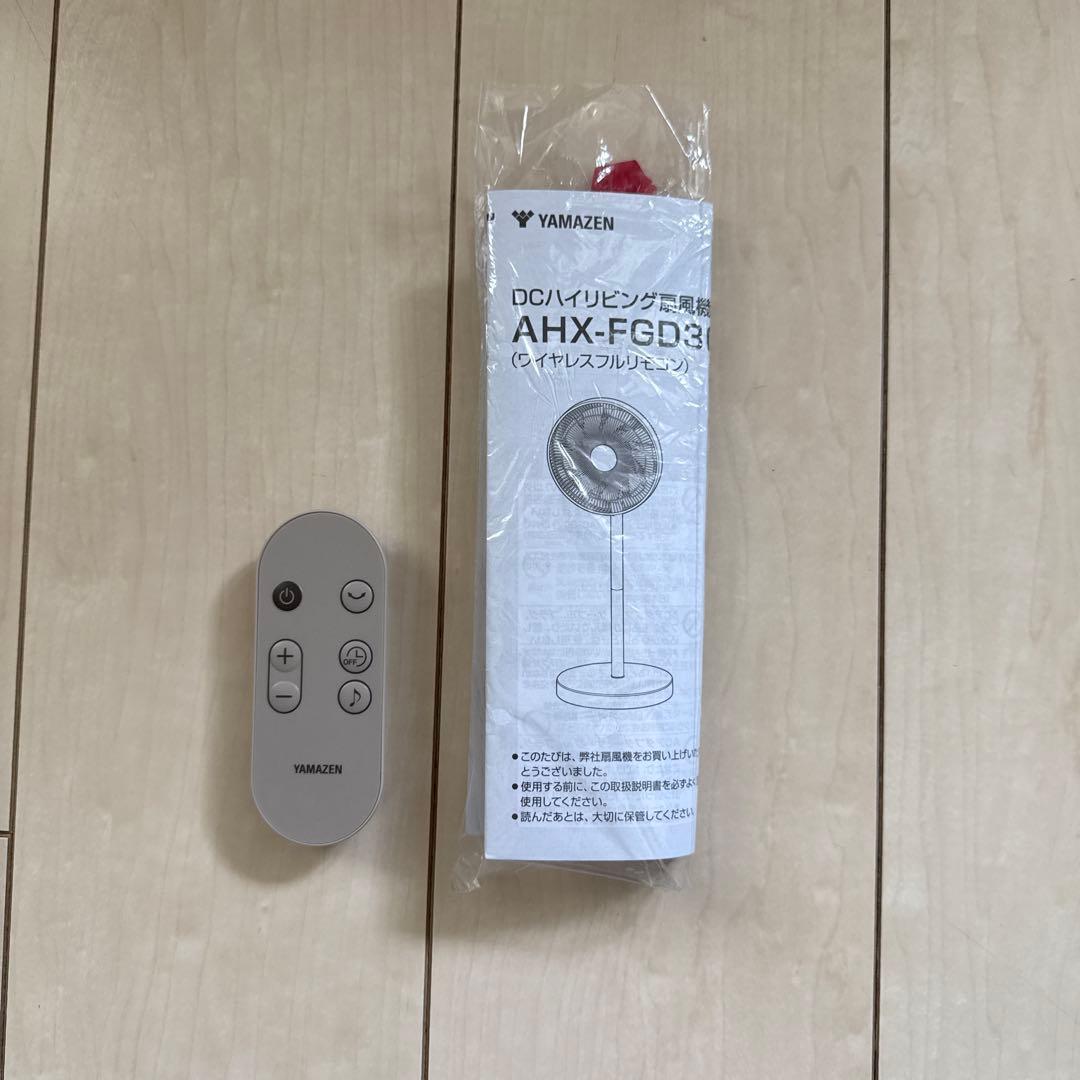 YAMAZEN
DCハイリビング扇風機
AHX-FGD3
(ワイヤレスフルリモコン)
●このたびは、弊社扇風機をお買い上げいた
とうございました。
●使用する前に、この取扱説明書を必ずよく
使用してください。
●読んだあとは、大切に保管してください。
+
OFF
−
YAMAZEN